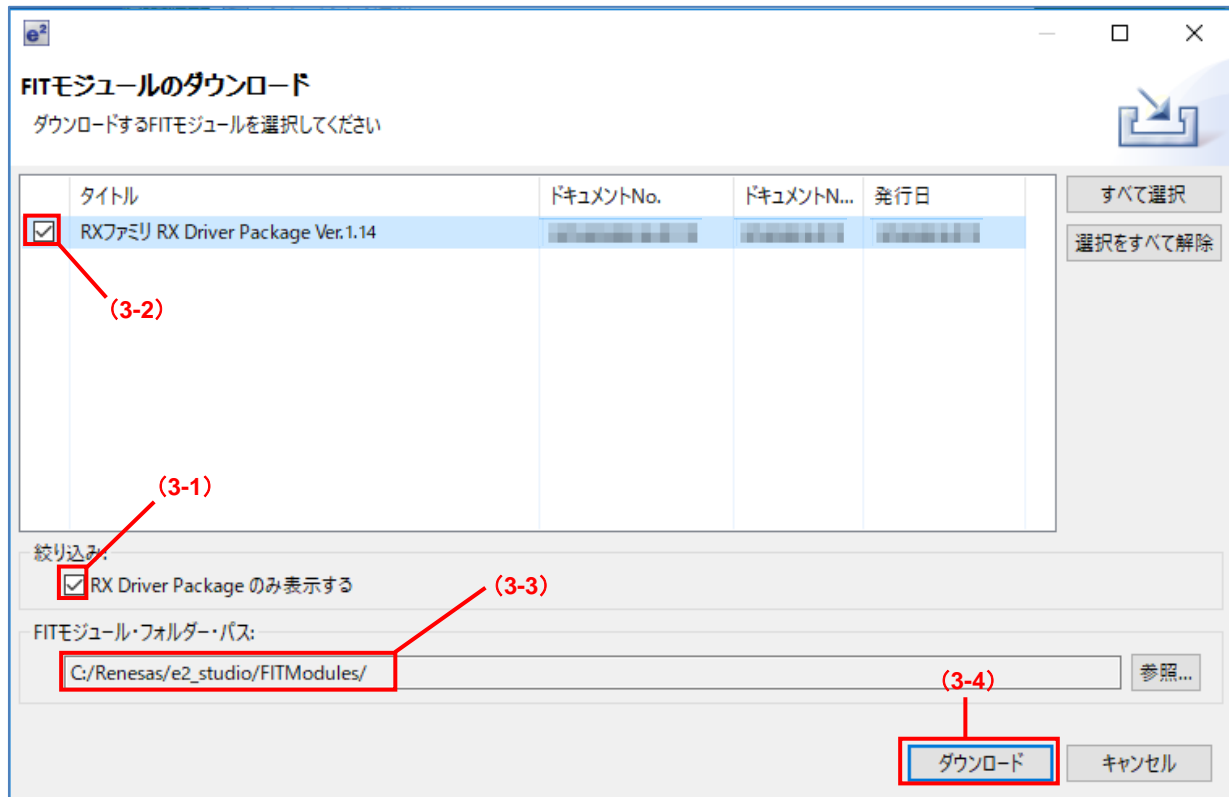 e²
FITモジュールのダウンロード
ダウンロードするFITモジュールを選択してください
タイトル ドキュメントNo. ドキュメントN... 発行日
RXファミリ RX Driver Package Ver.1.14
すべて選択
選択をすべて解除
（3-2）
（3-1）
絞り込み:
RX Driver Package のみ表示する
（3-3）
FITモジュール・フォルダー・パス:
C:/Renesas/e2_studio/FITModules/
参照...
（3-4）
ダウンロード キャンセル